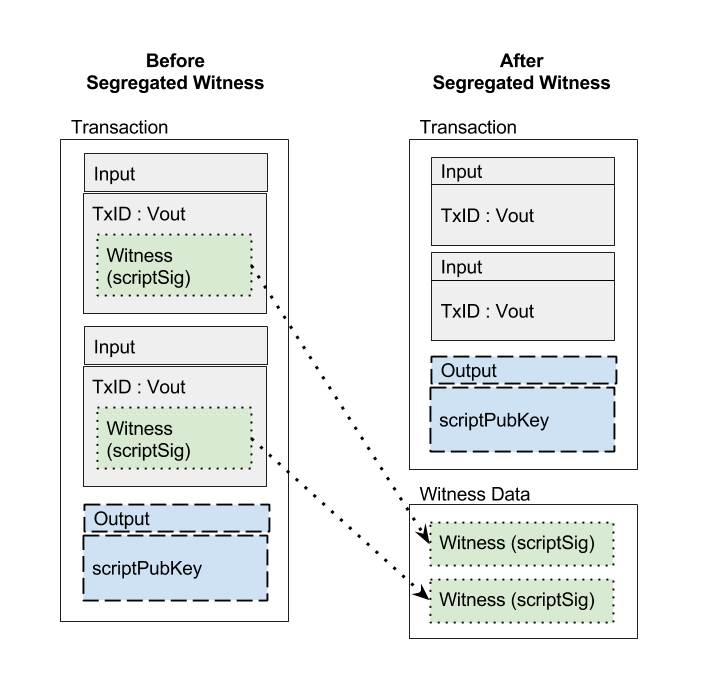 Before
Segregated Witness
Transaction
Input
TxID : Vout
Witness
(scriptSig)
Input
TxID : Vout
Witness
(scriptSig)
Output
scriptPubKey
After
Segregated Witness
Transaction
Input
TxID : Vout
Input
TxID : Vout
Output
scriptPubKey
Witness Data
Witness (scriptSig)
Witness (scriptSig)